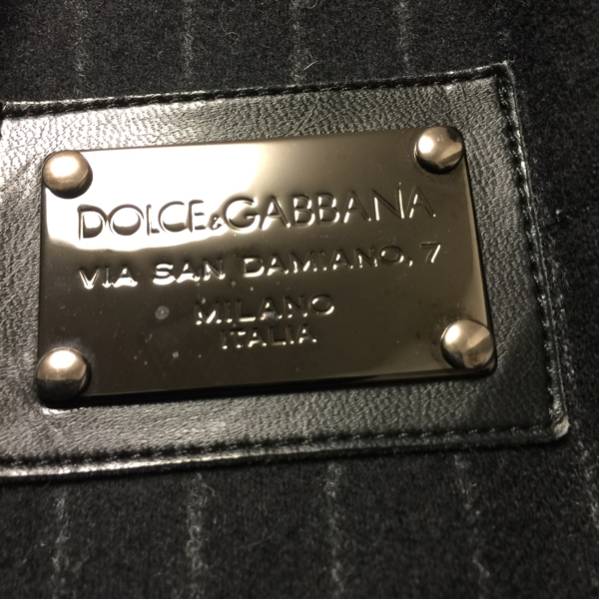 DOLCE&GABBANA
VIA SAN DAMIANO, 7
MILANO
ITALIA